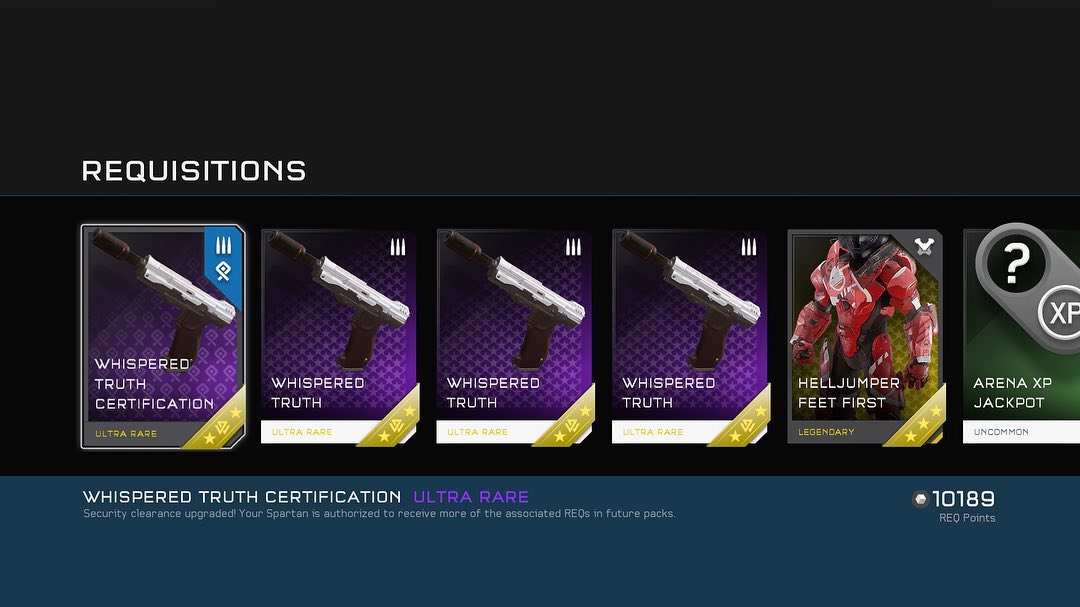 REQUISITIONS
WHISPERED
TRUTH
CERTIFICATION
ULTRA RARE
WHISPERED
TRUTH
ULTRA RARE
WHISPERED
TRUTH
ULTRA RARE
WHISPERED
TRUTH
ULTRA RARE
HELLJUMPER
FEET FIRST
LEGENDARY
?
XP
ARENA XP
JACKPOT
UNCOMMON
WHISPERED TRUTH CERTIFICATION ULTRA RARE
Security clearance upgraded! Your Spartan is authorized to receive more of the associated REQs in future packs.
10189
REQ Points